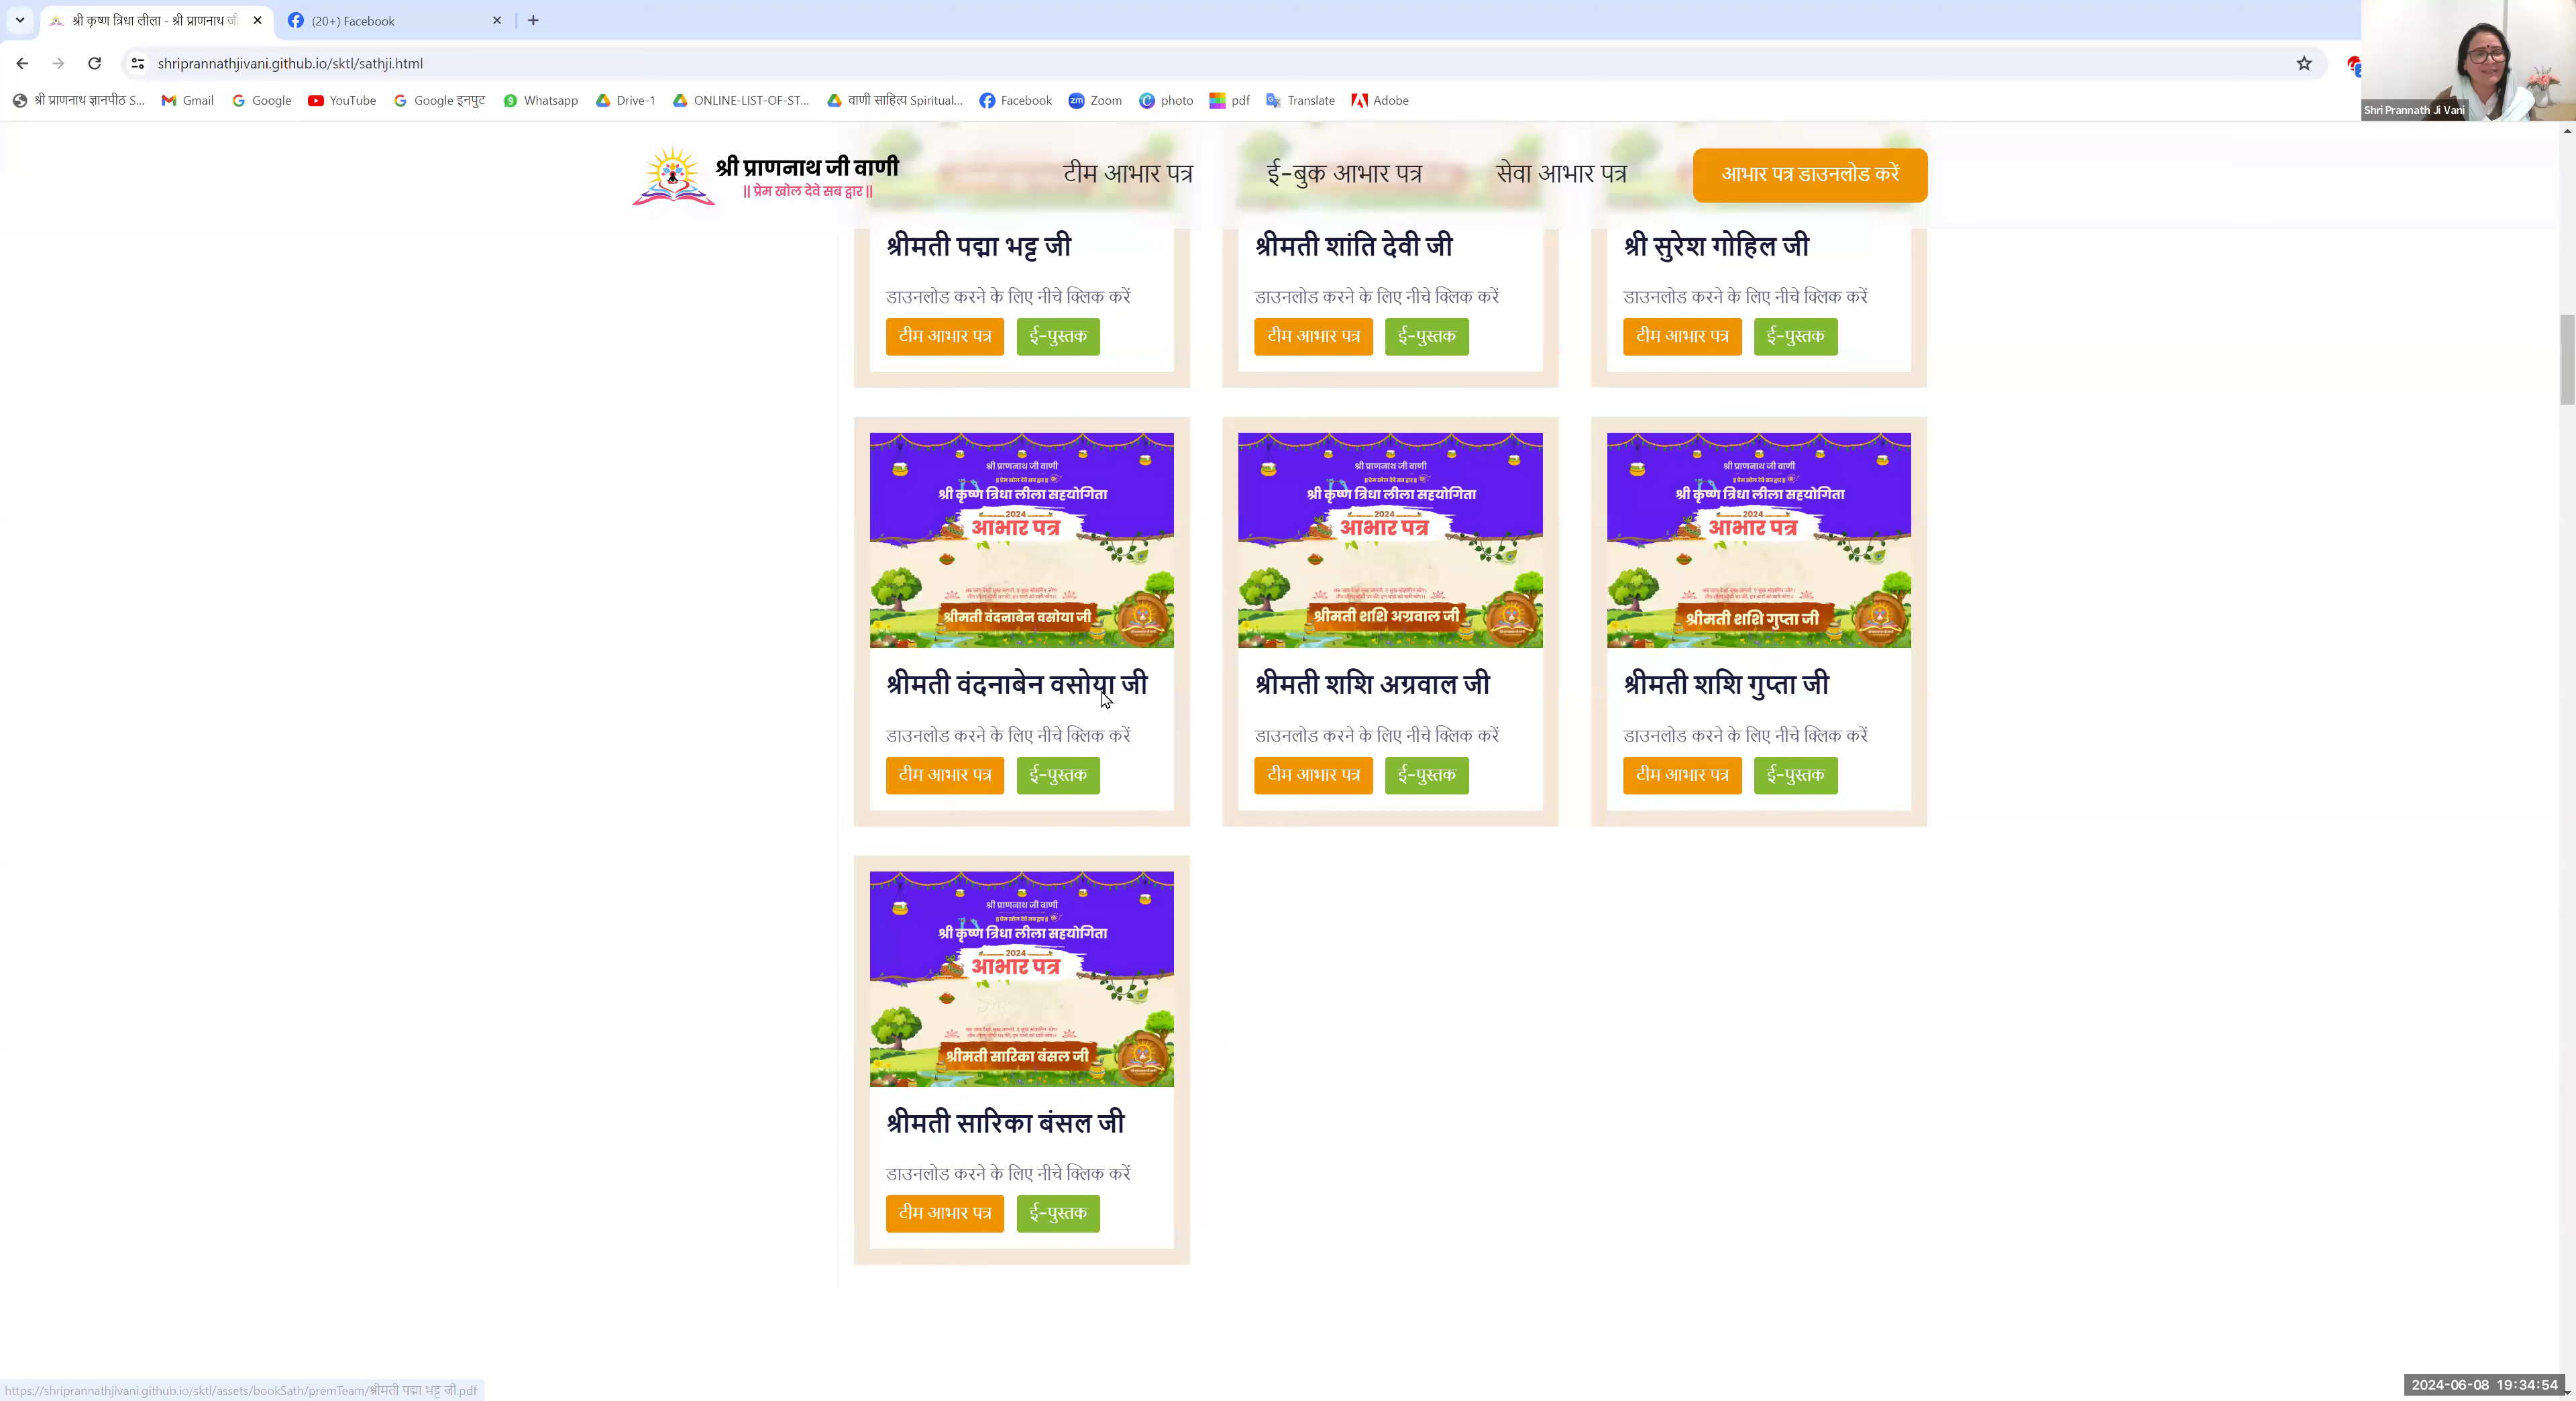 श्री कृष्ण त्रिधा लीला - श्री प्राणनाथ जी
(20+) Facebook
shriprannathjivani.github.io/sktl/sathji.html
श्री प्राणनाथ ज्ञानपीठ S...
Gmail
Google
YouTube
Google इनपुट
Whatsapp
Drive-1
ONLINE-LIST-OF-ST...
वाणी साहित्य Spiritual...
Facebook
Zoom
photo
pdf
Translate
Adobe
Shri Prannath Ji Vani
श्री प्राणनाथ जी वाणी
|| प्रेम खोल देवे सब द्वार ||
टीम आभार पत्र
ई-बुक आभार पत्र
सेवा आभार पत्र
आभार पत्र डाउनलोड करें
श्रीमती पद्मा भट्ट जी
डाउनलोड करने के लिए नीचे क्लिक करें
टीम आभार पत्र
ई-पुस्तक
श्रीमती शांति देवी जी
डाउनलोड करने के लिए नीचे क्लिक करें
टीम आभार पत्र
ई-पुस्तक
श्री सुरेश गोहिल जी
डाउनलोड करने के लिए नीचे क्लिक करें
टीम आभार पत्र
ई-पुस्तक
श्री प्राणनाथ जी वाणी
|| प्रेम खोल देवे सब द्वार ||
श्री कृष्ण त्रिधा लीला सहयोगिता
2024
आभार पत्र
श्रीमती वंदनाबेन वसोया जी
श्रीमती वंदनाबेन वसोया जी
डाउनलोड करने के लिए नीचे क्लिक करें
टीम आभार पत्र
ई-पुस्तक
श्री प्राणनाथ जी वाणी
|| प्रेम खोल देवे सब द्वार ||
श्री कृष्ण त्रिधा लीला सहयोगिता
2024
आभार पत्र
श्रीमती शशि अग्रवाल जी
श्रीमती शशि अग्रवाल जी
डाउनलोड करने के लिए नीचे क्लिक करें
टीम आभार पत्र
ई-पुस्तक
श्री प्राणनाथ जी वाणी
|| प्रेम खोल देवे सब द्वार ||
श्री कृष्ण त्रिधा लीला सहयोगिता
2024
आभार पत्र
श्रीमती शशि गुप्ता जी
श्रीमती शशि गुप्ता जी
डाउनलोड करने के लिए नीचे क्लिक करें
टीम आभार पत्र
ई-पुस्तक
श्री प्राणनाथ जी वाणी
|| प्रेम खोल देवे सब द्वार ||
श्री कृष्ण त्रिधा लीला सहयोगिता
2024
आभार पत्र
श्रीमती सारिका बंसल जी
श्रीमती सारिका बंसल जी
डाउनलोड करने के लिए नीचे क्लिक करें
टीम आभार पत्र
ई-पुस्तक
https://shriprannathjivani.github.io/sktl/assets/bookSath/premTeam/श्रीमती पद्मा भट्ट जी.pdf
2024-06-08 19:34:54